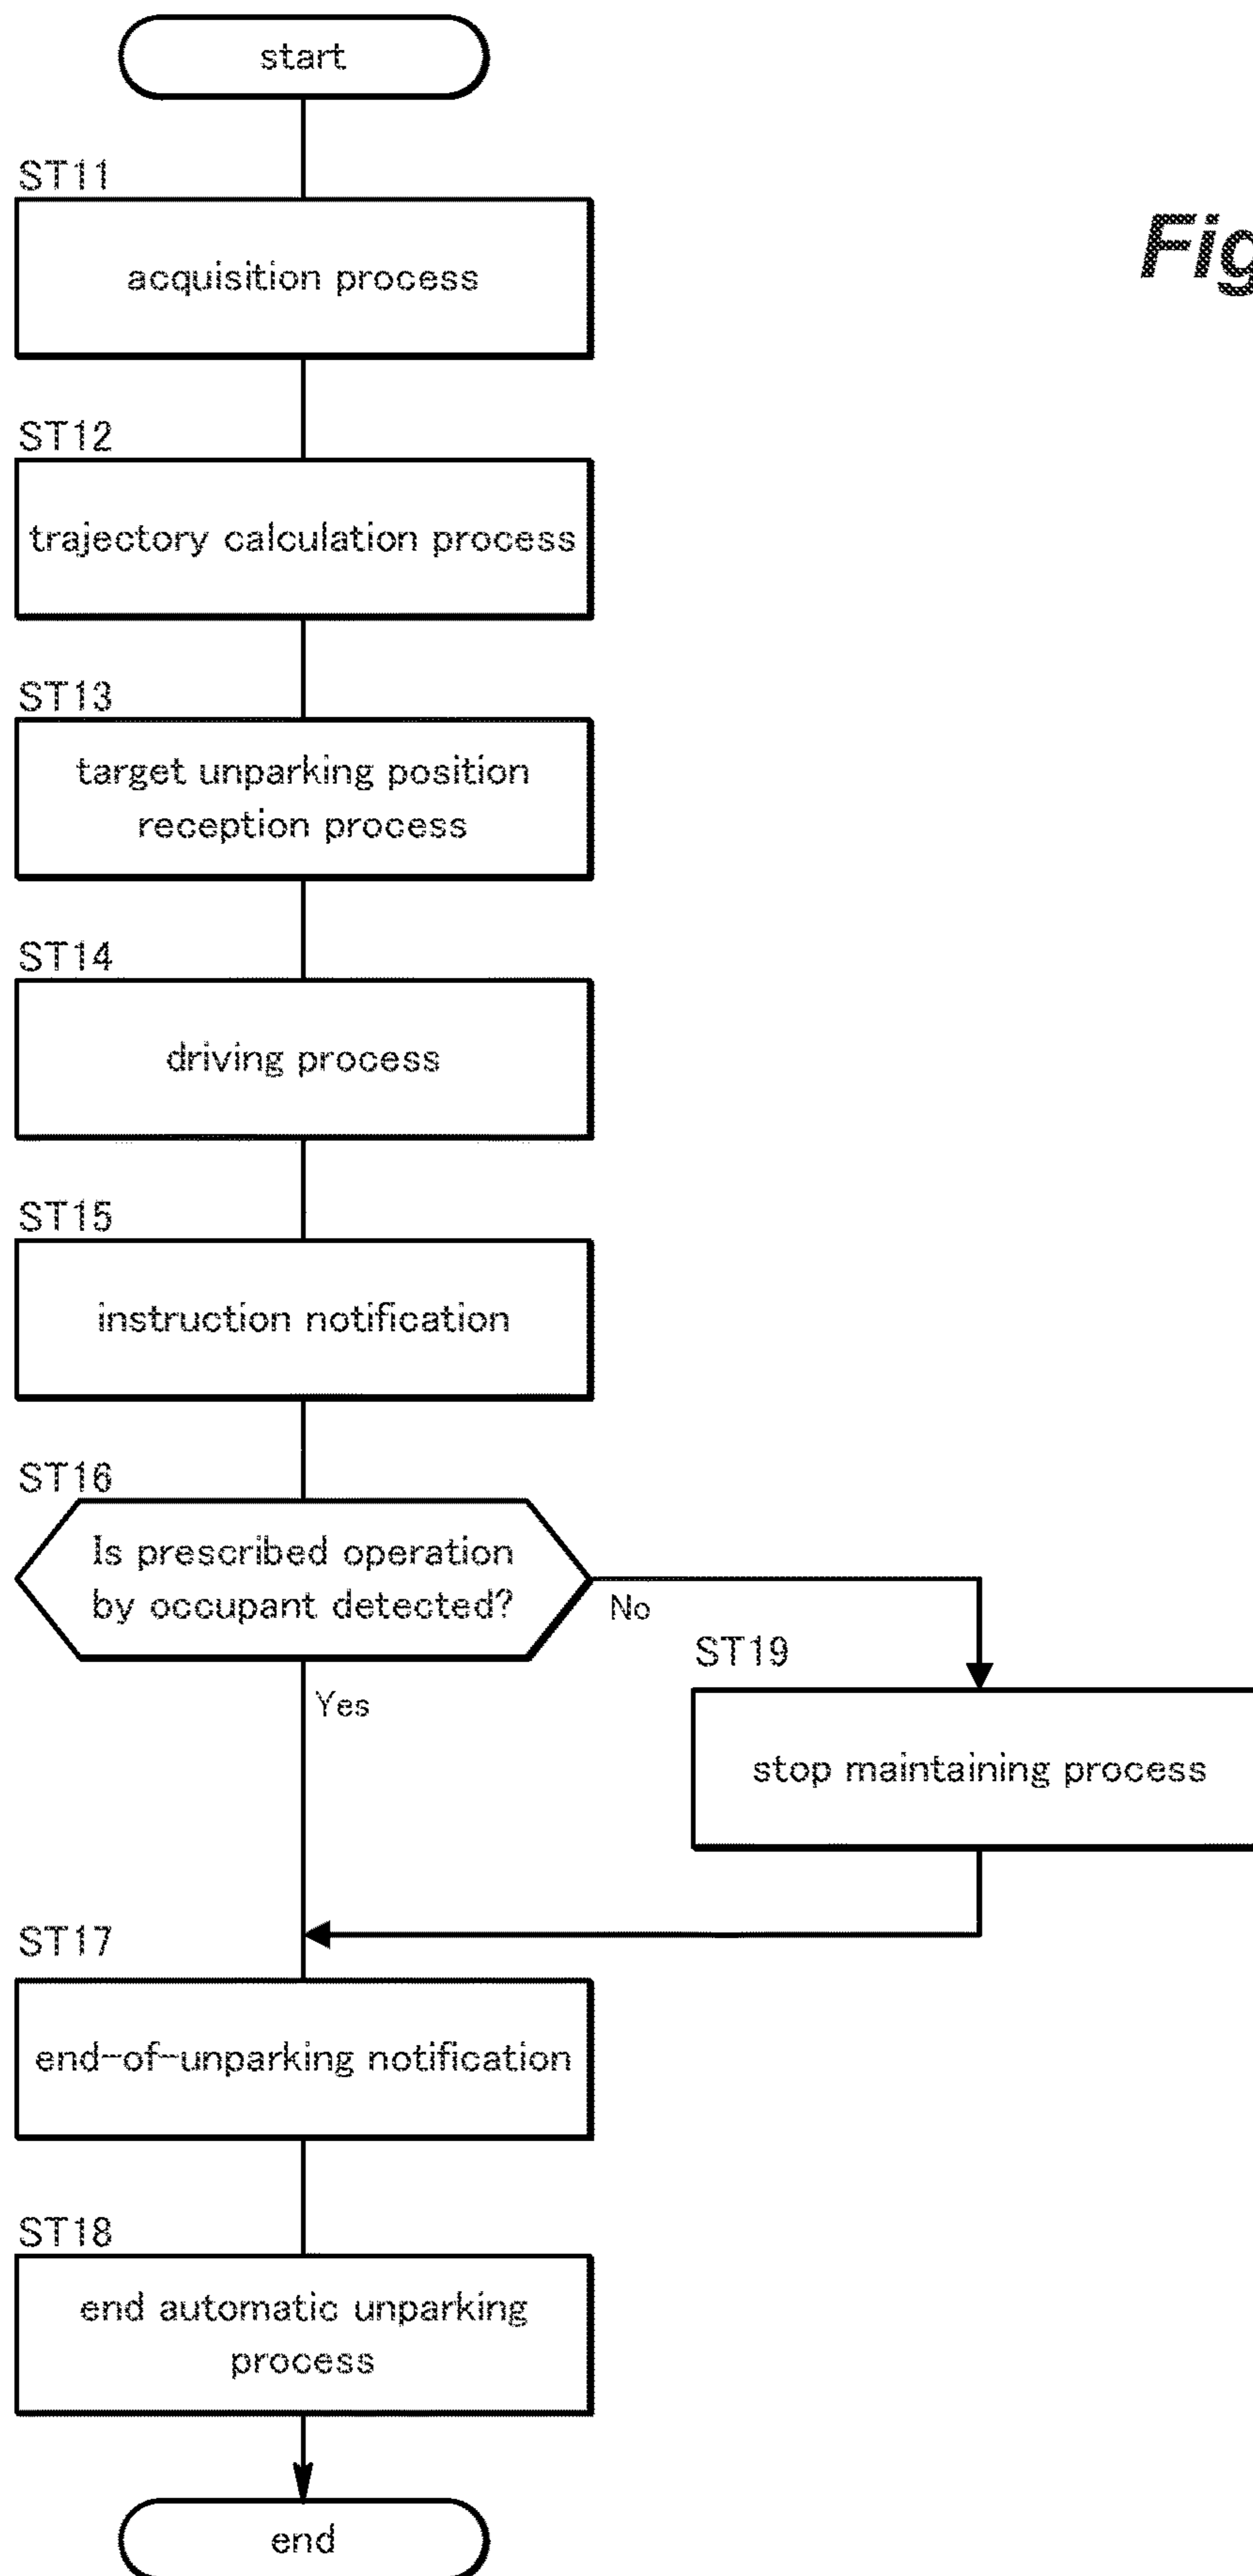 start
ST11
acquisition process
Fig
ST12
trajectory calculation process
ST13
target unparking position
reception process
ST14
driving process
ST15
instruction notification
ST16
Is prescribed operation
by occupant detected?
No
Yes
ST19
stop maintaining process
ST17
end-of-unparking notification
ST18
end automatic unparking
process
end